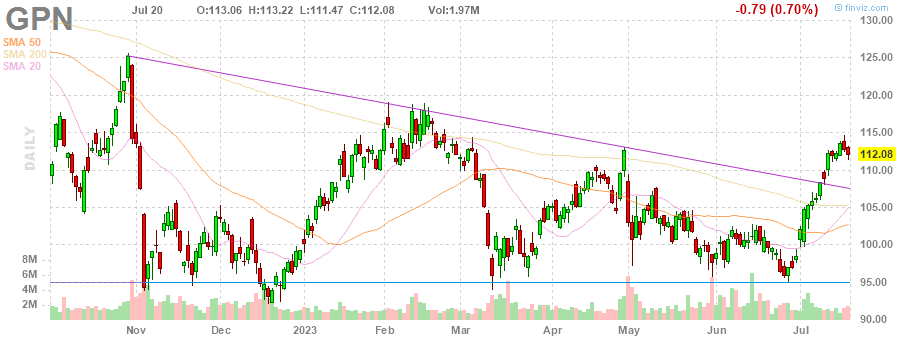 GPN
Jul 20 O:113.06 H:113.22 L:111.47 C:112.08 Vol:1.97M
-0.79 (0.70%)
© finviz.com
SMA 50
SMA 200
SMA 20
DAILY
130.00
125.00
120.00
115.00
112.08
110.00
105.00
100.00
95.00
90.00
8M
6M
4M
2M
Nov Dec 2023 Feb Mar Apr May Jun Jul